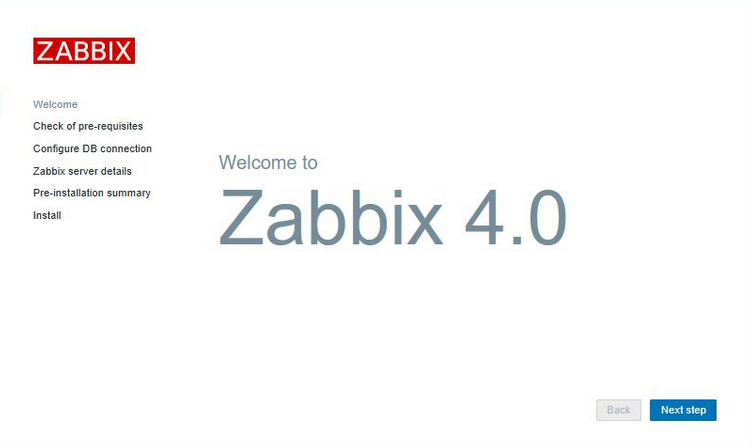 ZABBIX
Welcome
Check of pre-requisites
Configure DB connection
Zabbix server details
Pre-installation summary
Install
Welcome to
Zabbix 4.0
Back
Next step